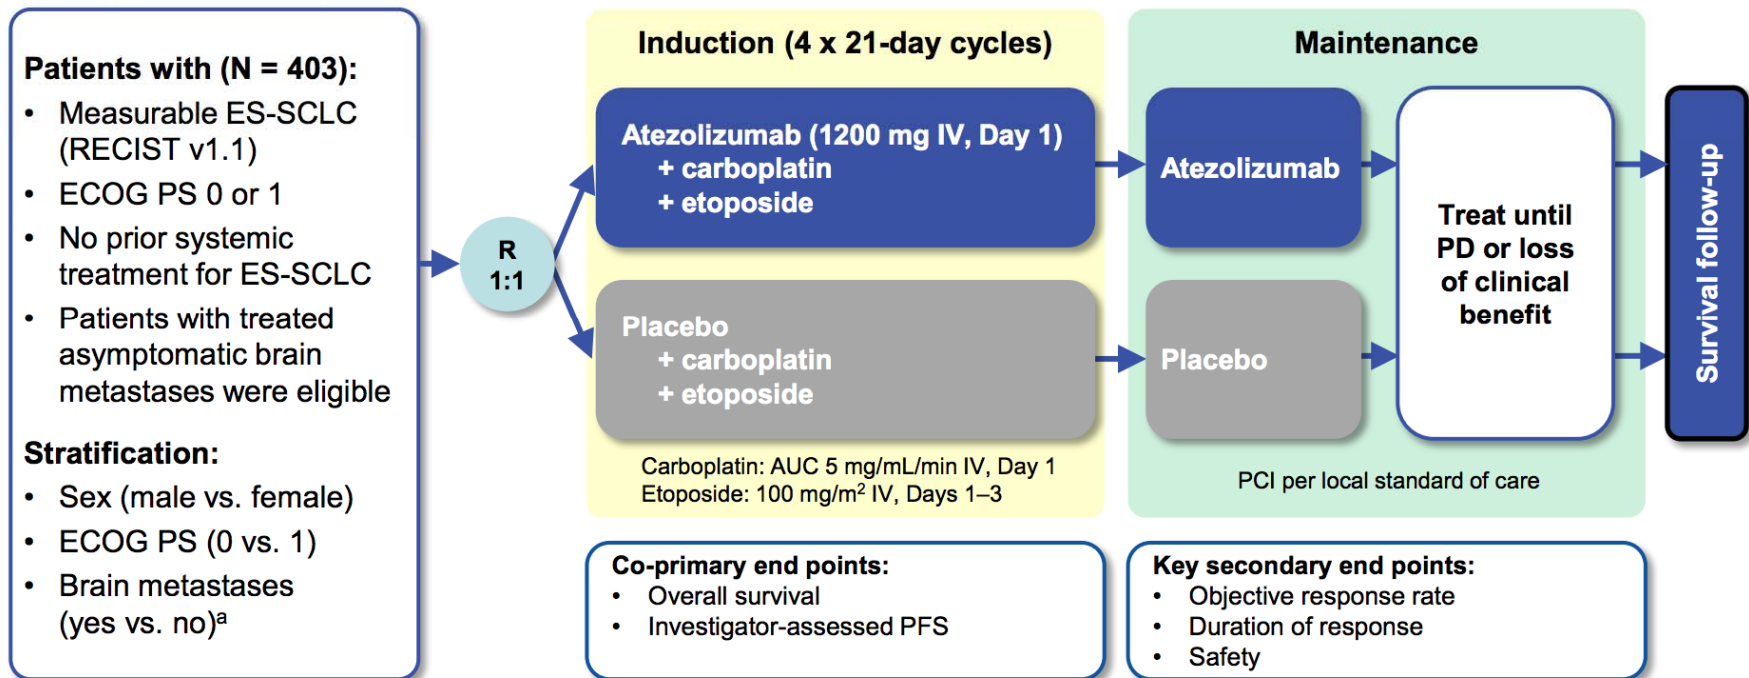 Patients with (N = 403):
• Measurable ES-SCLC
(RECIST v1.1)
• ECOG PS 0 or 1
• No prior systemic
treatment for ES-SCLC
• Patients with treated
asymptomatic brain
metastases were eligible
Stratification:
• Sex (male vs. female)
• ECOG PS (0 vs. 1)
• Brain metastases
(yes vs. no)ᵃ
R
1:1
Induction (4 x 21-day cycles)
Atezolizumab (1200 mg IV, Day 1)
+ carboplatin
+ etoposide
Placebo
+ carboplatin
+ etoposide
Carboplatin: AUC 5 mg/mL/min IV, Day 1
Etoposide: 100 mg/m² IV, Days 1–3
Maintenance
Atezolizumab
Placebo
Treat until
PD or loss
of clinical
benefit
PCI per local standard of care
Survival follow-up
Co-primary end points:
• Overall survival
• Investigator-assessed PFS
Key secondary end points:
• Objective response rate
• Duration of response
• Safety